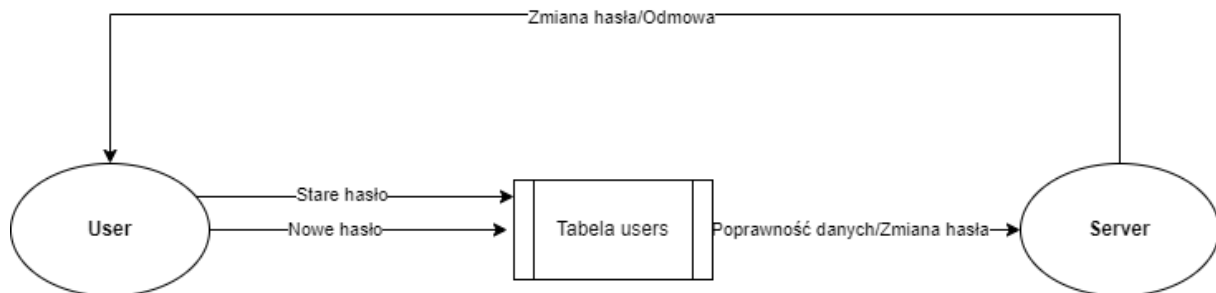 Zmiana hasła/Odmowa
Stare hasło
User
Nowe hasło
Tabela users
Poprawność danych/Zmiana hasła
Server